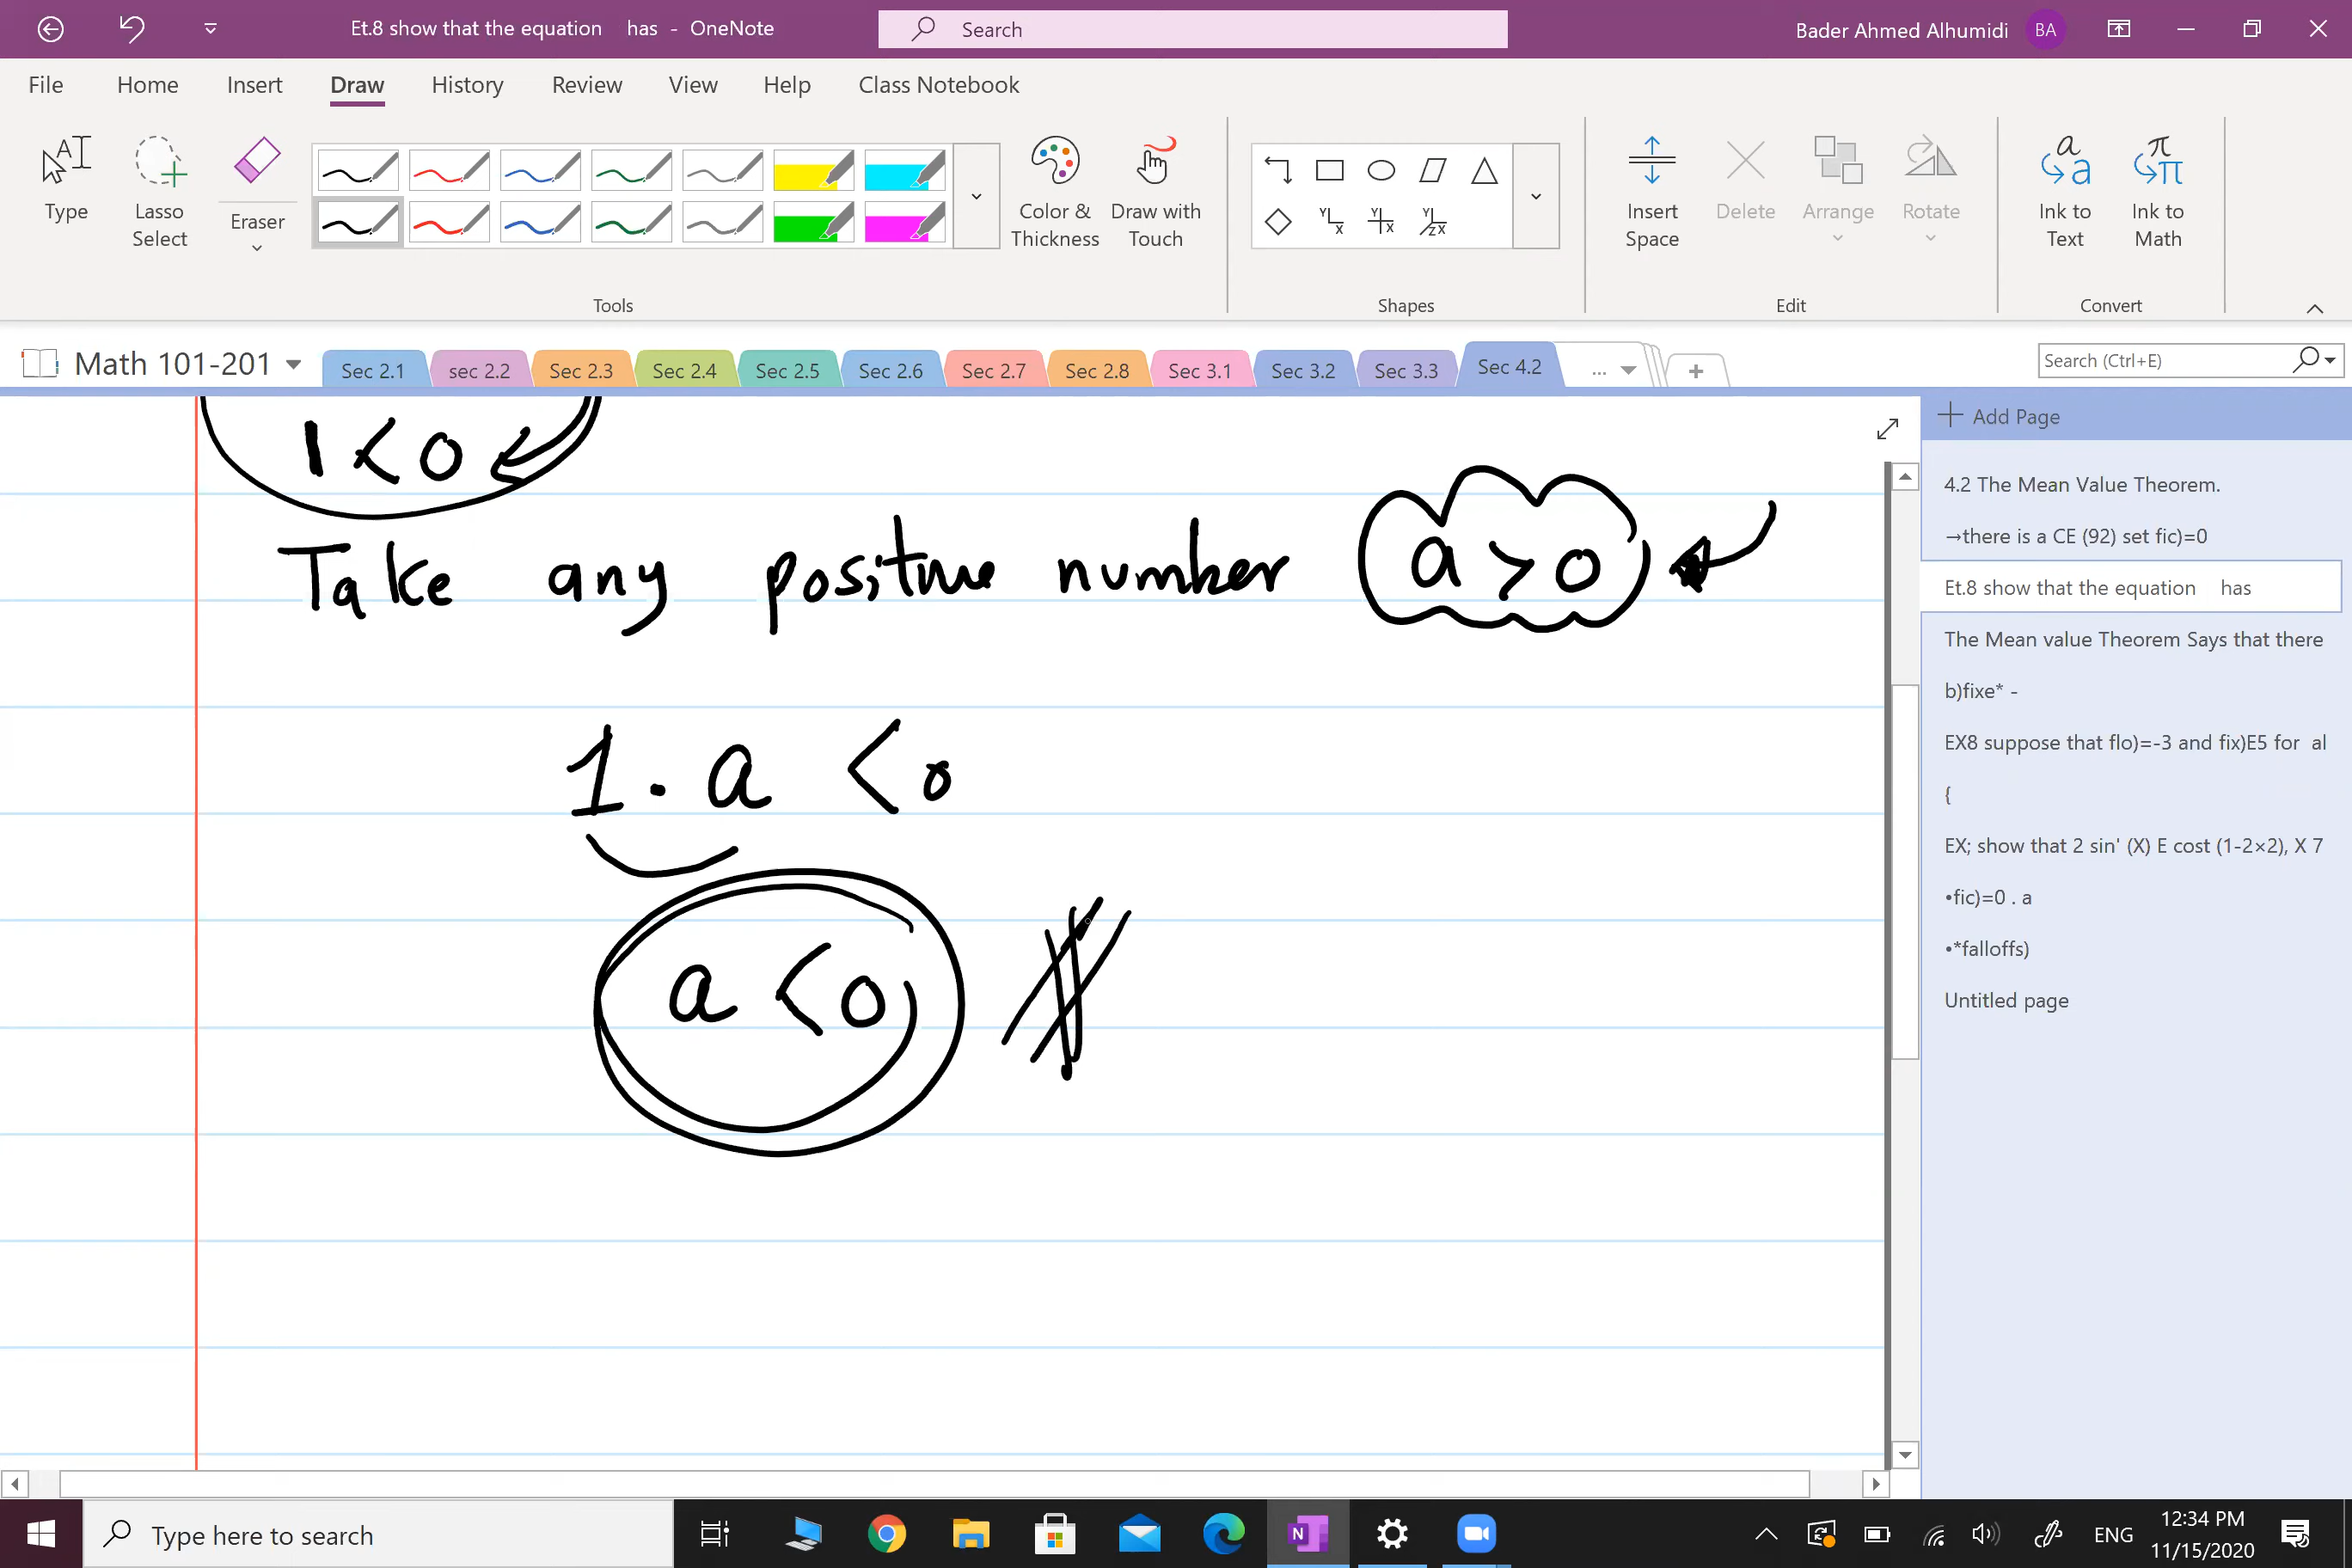 Et.8 show that the equation has - OneNote
Search
Bader Ahmed Alhumidi
BA
File Home Insert Draw History Review View Help Class Notebook
Type
Lasso Select
Eraser
Color & Thickness
Draw with Touch
Insert Space
Delete
Arrange
Rotate
Ink to Text
Ink to Math
Tools
Shapes
Edit
Convert
Math 101-201
Sec 2.1
sec 2.2
Sec 2.3
Sec 2.4
Sec 2.5
Sec 2.6
Sec 2.7
Sec 2.8
Sec 3.1
Sec 3.2
Sec 3.3
Sec 4.2
...
Search (Ctrl+E)
1 < 0
Take any positive number a > 0
1 . a < 0
a < 0
Add Page
4.2 The Mean Value Theorem.
→there is a CE (92) set fic)=0
Et.8 show that the equation has
The Mean value Theorem Says that there
b)fixe* -
EX8 suppose that flo)=-3 and fix)E5 for al
{
EX; show that 2 sin' (X) E cost (1-2×2), X 7
•fic)=0 . a
•*falloffs)
Untitled page
Type here to search
ENG
12:34 PM
11/15/2020